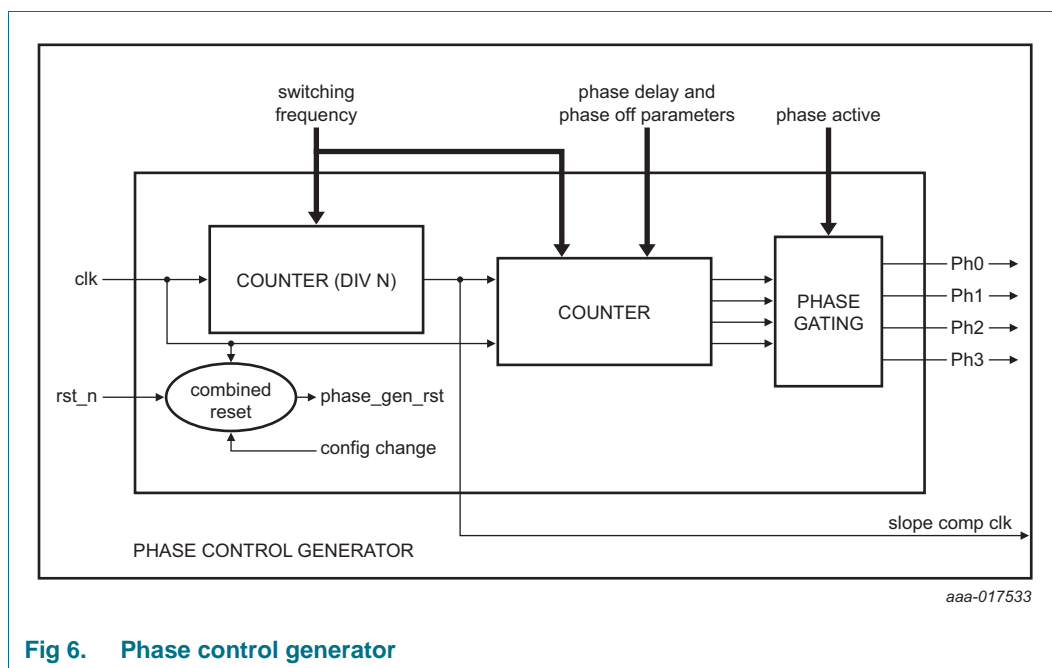 switching
frequency
phase delay and
phase off parameters
phase active
clk
COUNTER (DIV N)
COUNTER
PHASE
GATING
Ph0
Ph1
Ph2
Ph3
rst_n
combined
reset
phase_gen_rst
config change
slope comp clk
PHASE CONTROL GENERATOR
aaa-017533
Fig 6. Phase control generator